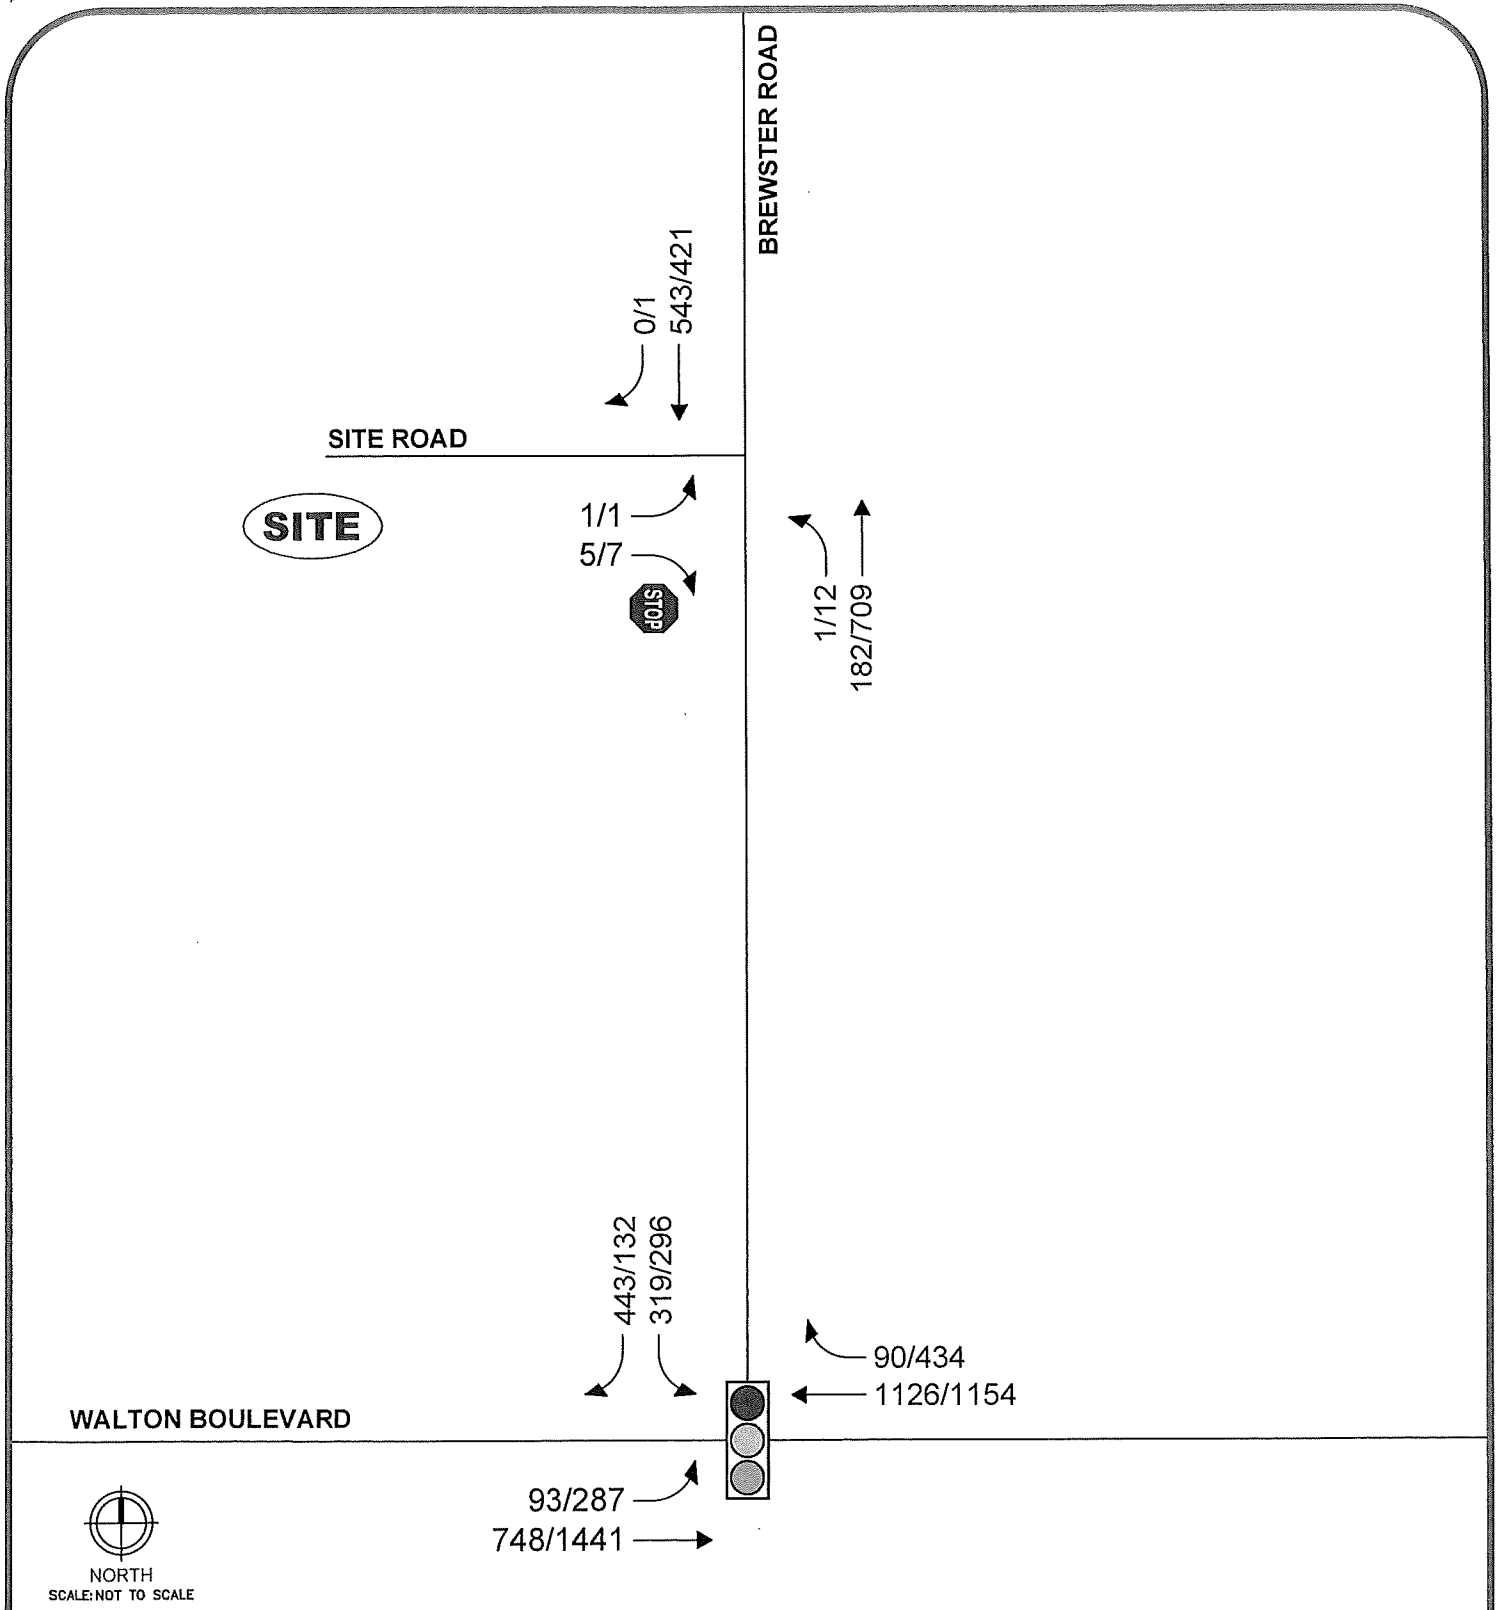 BREWSTER ROAD
0/1
543/421
SITE ROAD
SITE
1/1
5/7
STOP
1/12
182/709
443/132
319/296
90/434
1126/1154
WALTON BOULEVARD
93/287
748/1441
NORTH
SCALE: NOT TO SCALE